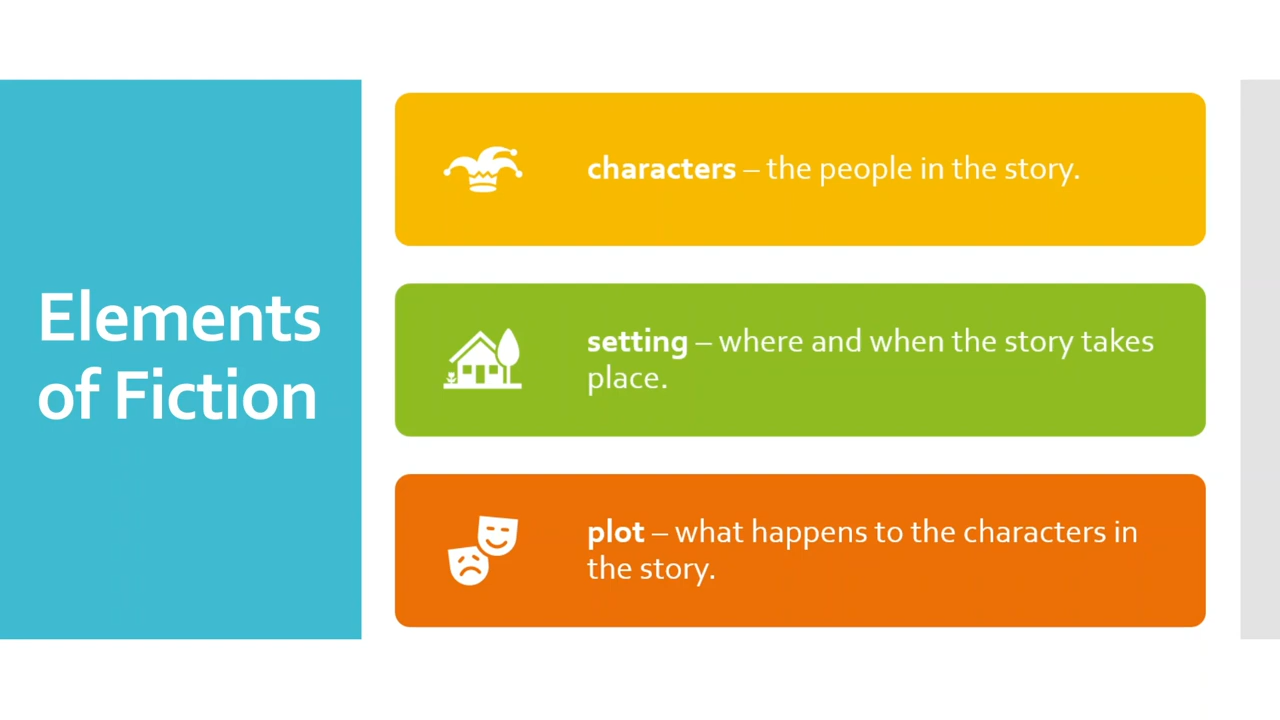 Elements
of Fiction
characters – the people in the story.
setting – where and when the story takes
place.
plot – what happens to the characters in
the story.